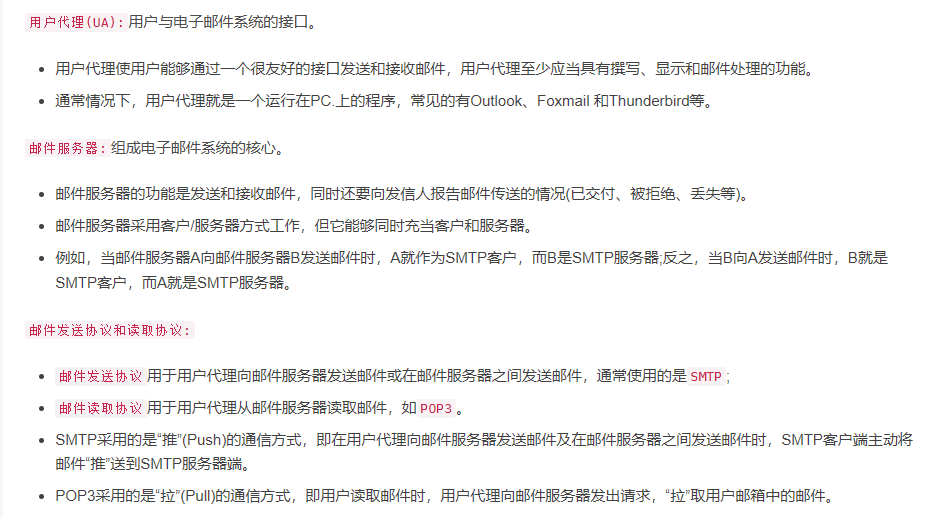 用户代理(UA):用户与电子邮件系统的接口。
用户代理使用户能够通过一个很友好的接口发送和接收邮件，用户代理至少应当具有撰写、显示和邮件处理的功能。
通常情况下，用户代理就是一个运行在PC.上的程序，常见的有Outlook、Foxmail 和Thunderbird等。
邮件服务器:组成电子邮件系统的核心。
邮件服务器的功能是发送和接收邮件，同时还要向发信人报告邮件传送的情况(已交付、被拒绝、丢失等)。
邮件服务器采用客户/服务器方式工作，但它能够同时充当客户和服务器。
例如，当邮件服务器A向邮件服务器B发送邮件时，A就作为SMTP客户，而B是SMTP服务器;反之，当B向A发送邮件时，B就是
SMTP客户，而A就是SMTP服务器。
邮件发送协议和读取协议:
邮件发送协议用于用户代理向邮件服务器发送邮件或在邮件服务器之间发送邮件，通常使用的是SMTP;
邮件读取协议用于用户代理从邮件服务器读取邮件，如POP3。
SMTP采用的是“推”(Push)的通信方式，即在用户代理向邮件服务器发送邮件及在邮件服务器之间发送邮件时，SMTP客户端主动将
邮件“推”送到SMTP服务器端。
POP3采用的是“拉”(Pull)的通信方式，即用户读取邮件时，用户代理向邮件服务器发出请求，“拉”取用户邮箱中的邮件。